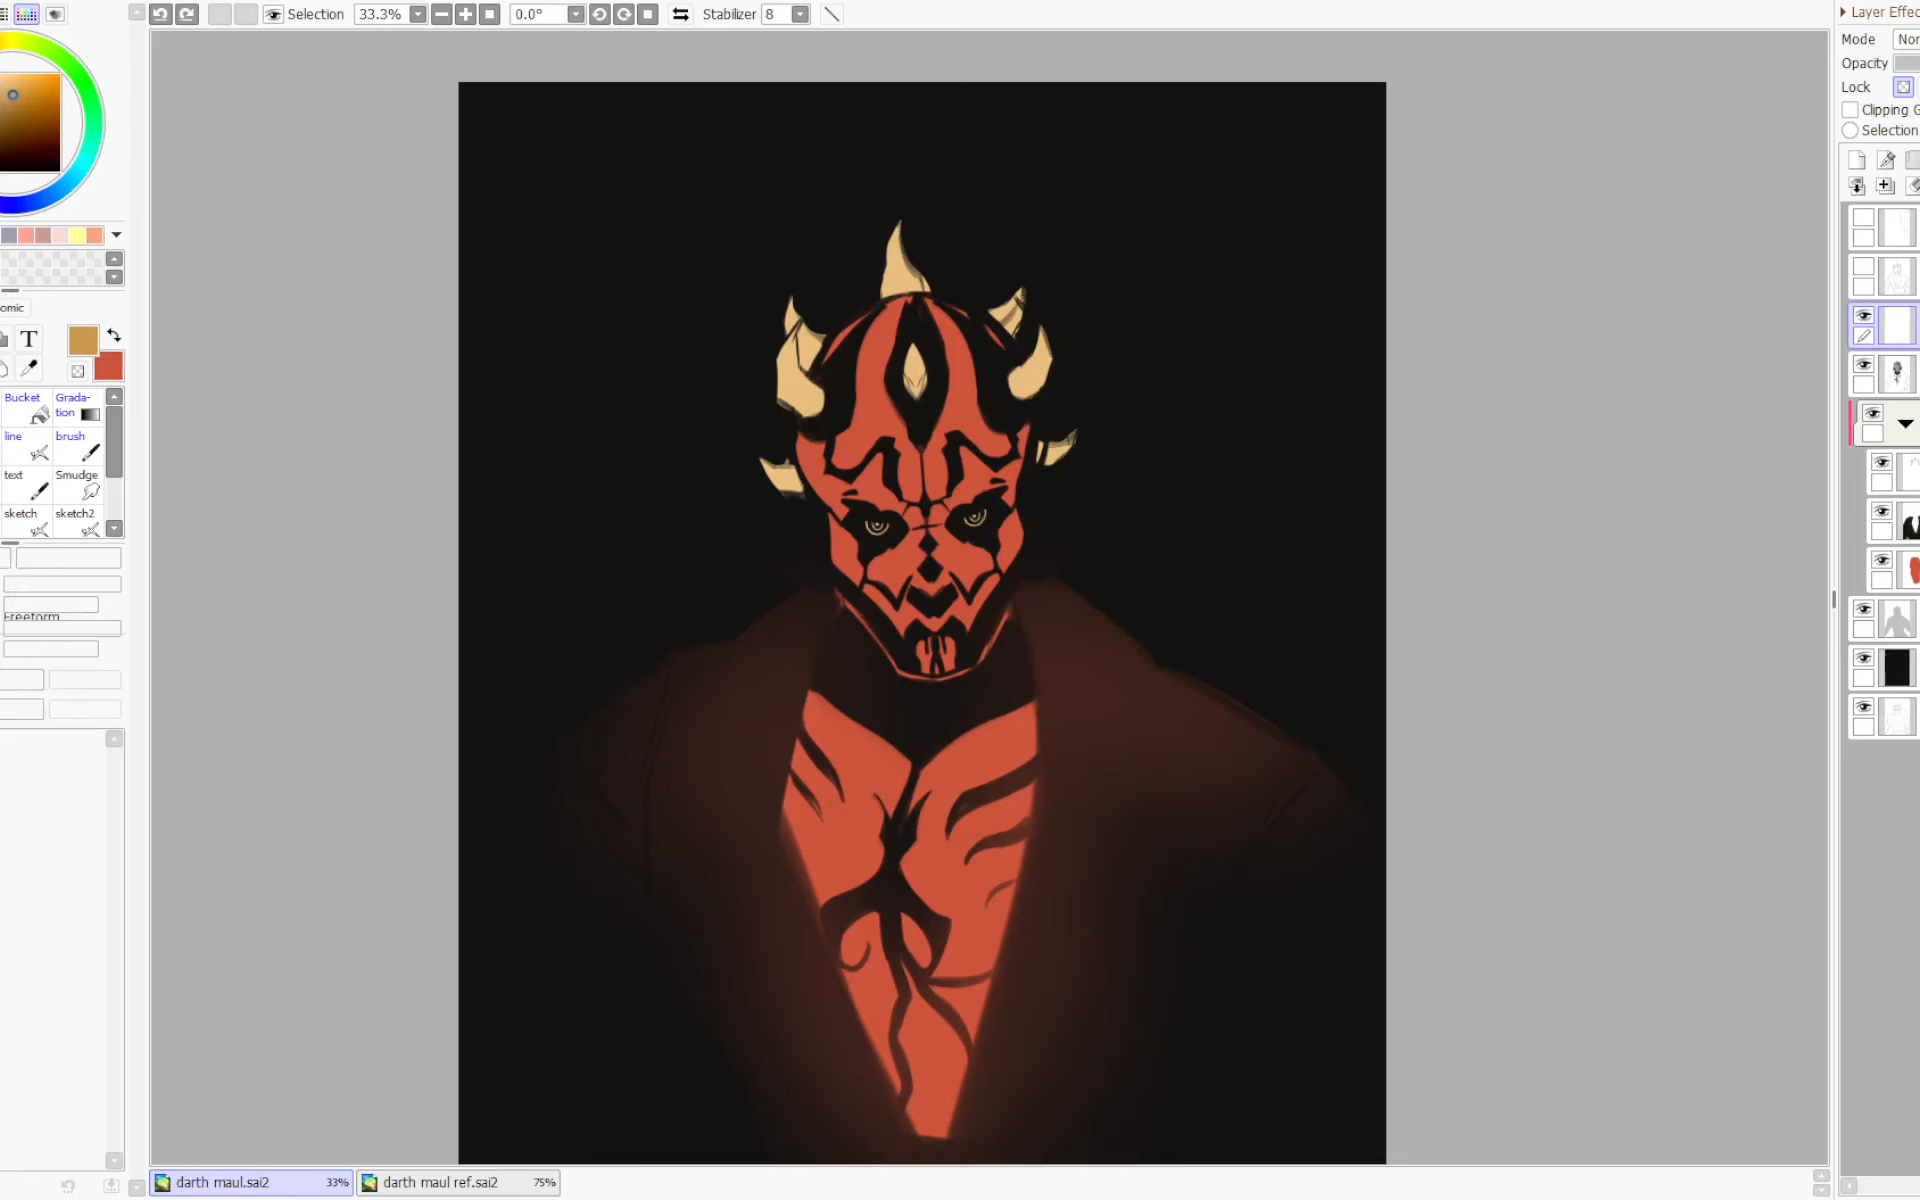 Selection 33.3% 0.0° Stabilizer 8
Layer Effec
Mode Nor
Opacity
Lock
Clipping G
Selection
omic
T
Bucket Grada-
tion
line brush
text Smudge
sketch sketch2
Freeform
darth maul.sai2 33% darth maul ref.sai2 75%